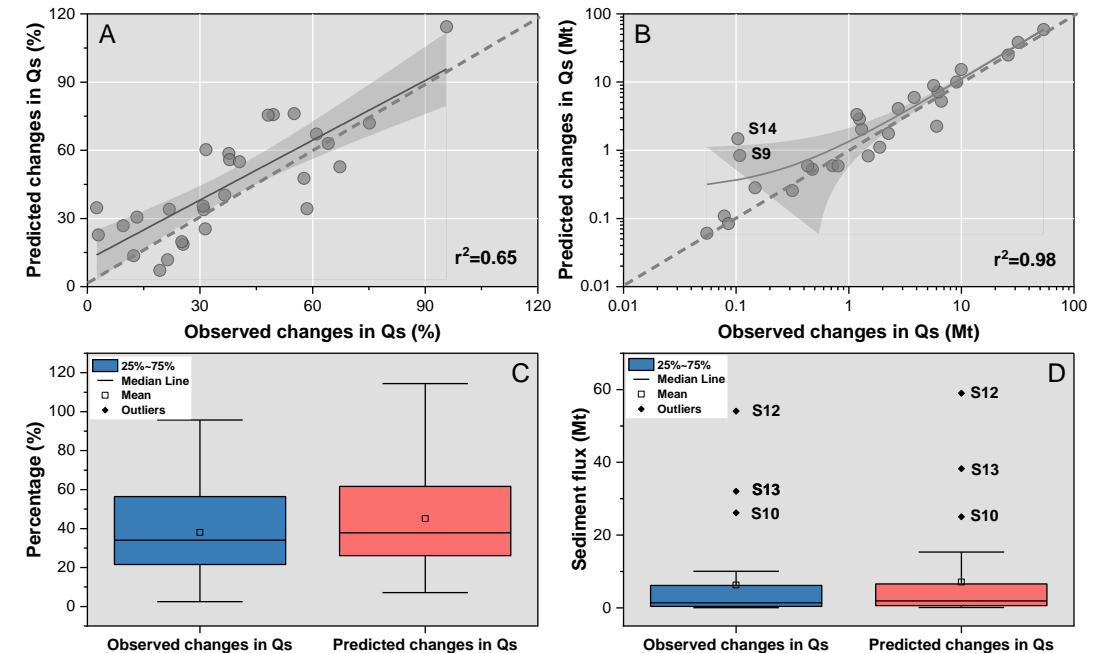 A
Predicted changes in Qs (%)
120
90
60
30
0
0
30
60
90
120
r²=0.65
Observed changes in Qs (%)
B
Predicted changes in Qs (Mt)
100
10
1
0.1
0.01
S14
S9
0.01
0.1
1
10
100
r²=0.98
Observed changes in Qs (Mt)
C
25%~75%
Median Line
Mean
Outliers
Percentage (%)
120
100
80
60
40
20
0
Observed changes in Qs
Predicted changes in Qs
D
25%~75%
Median Line
Mean
Outliers
Sediment flux (Mt)
60
40
20
0
S12
S13
S10
S12
S13
S10
Observed changes in Qs
Predicted changes in Qs